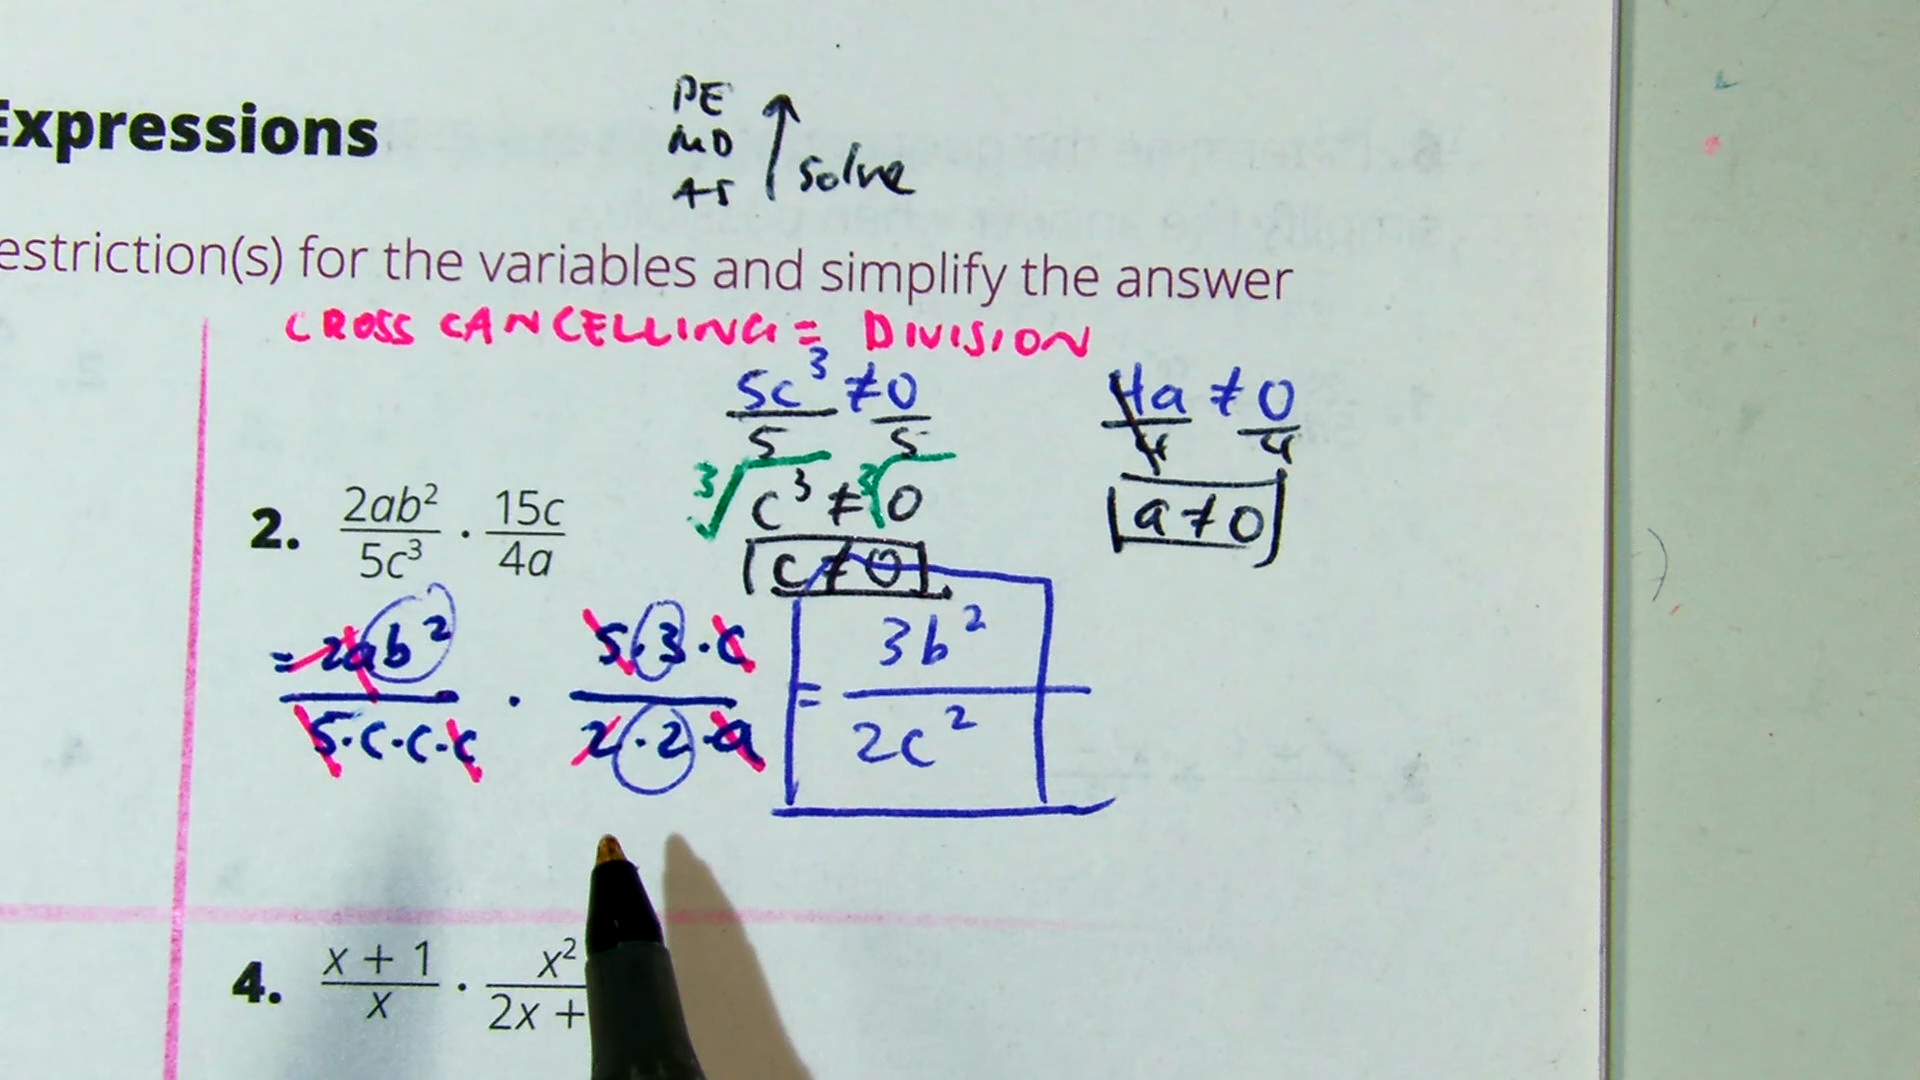 PE
MD
AS
solve
Expressions
estriction(s) for the variables and simplify the answer
CROSS CANCELLING = DIVISION
5c³ ≠ 0
5 5
³√c³ ≠ ³√0
c ≠ 0
4a ≠ 0
4 4
a ≠ 0
2. 2ab²/5c³ · 15c/4a
= 2ab²/5·c·c·c · 5·3·c/2·2·a = 3b²/2c²
4. x + 1/x · x²/2x +